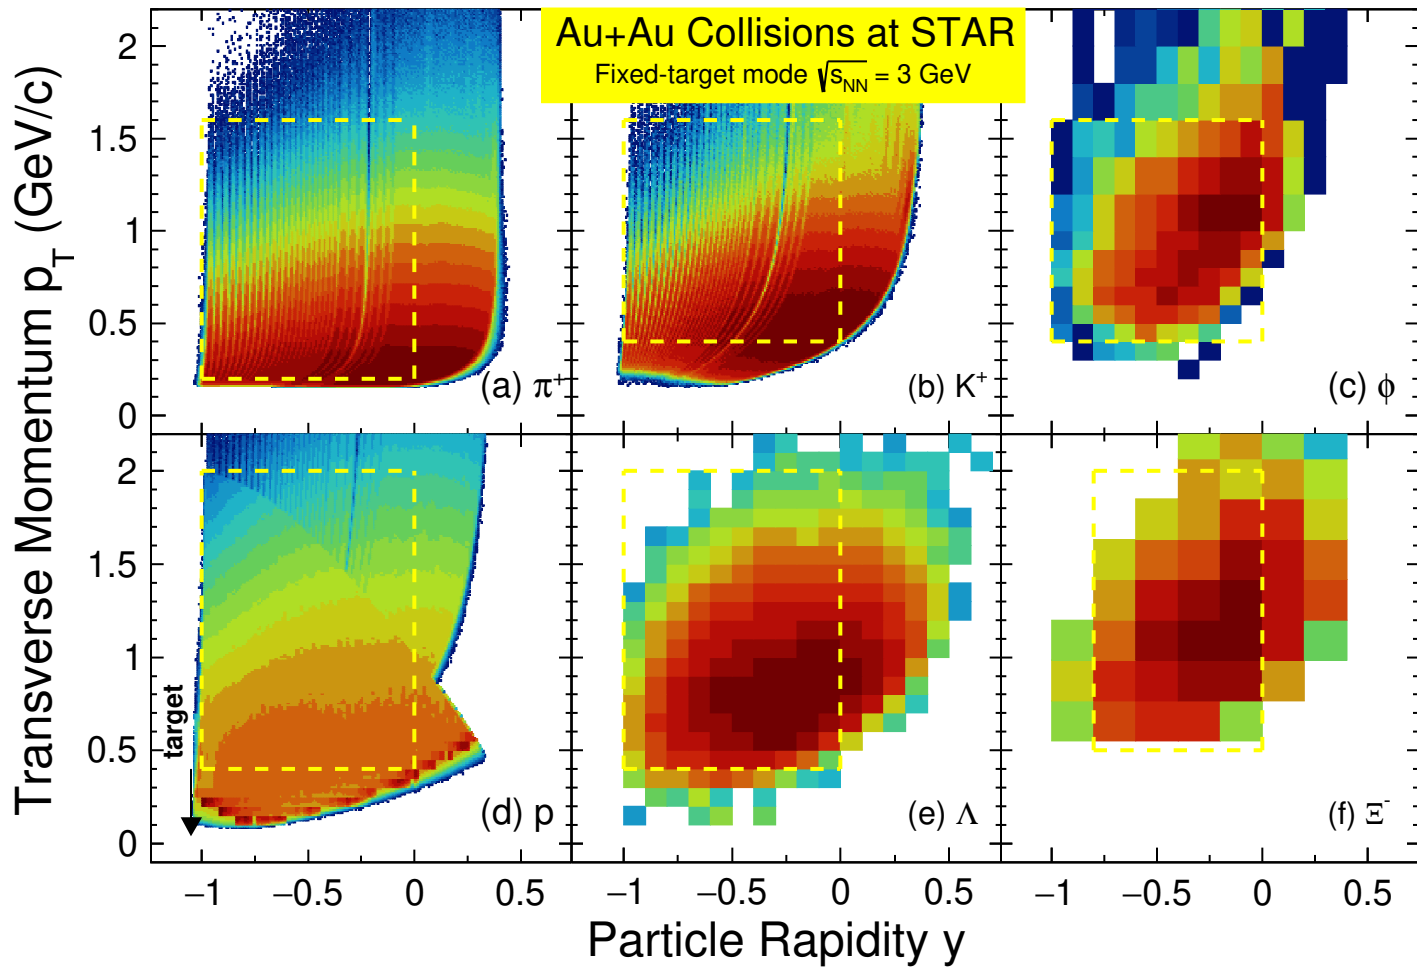 Au+Au Collisions at STAR
Fixed-target mode √s_NN = 3 GeV
Transverse Momentum p_T (GeV/c)
2
1.5
1
0.5
0
(a) π⁺
(b) K⁺
(c) ϕ
2
1.5
1
0.5
0
target
(d) p
(e) Λ
(f) Ξ⁻
−1 −0.5 0 0.5
−1 −0.5 0 0.5
−1 −0.5 0 0.5
Particle Rapidity y